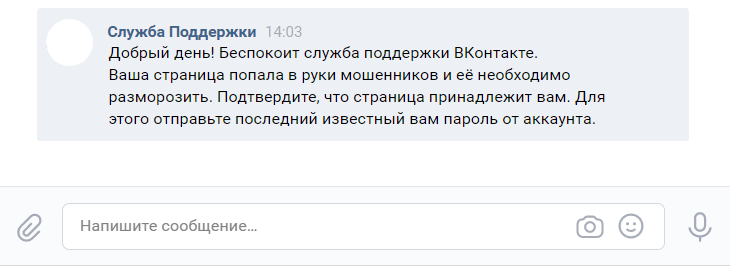 Служба Поддержки 14:03
Добрый день! Беспокоит служба поддержки ВКонтакте.
Ваша страница попала в руки мошенников и её необходимо
разморозить. Подтвердите, что страница принадлежит вам. Для
этого отправьте последний известный вам пароль от аккаунта.
Напишите сообщение...